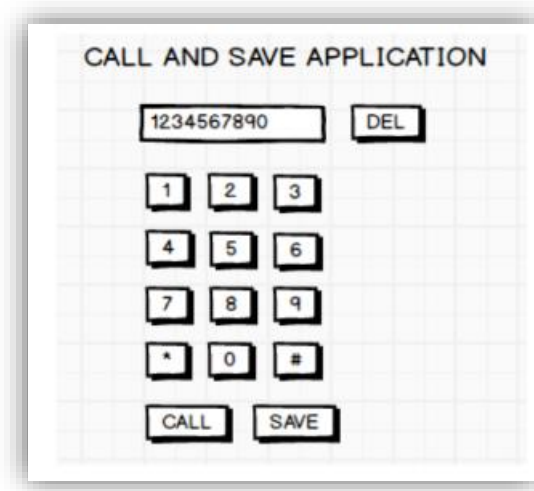 CALL AND SAVE APPLICATION
1234567890 DEL
1 2 3
4 5 6
7 8 9
* 0 #
CALL SAVE